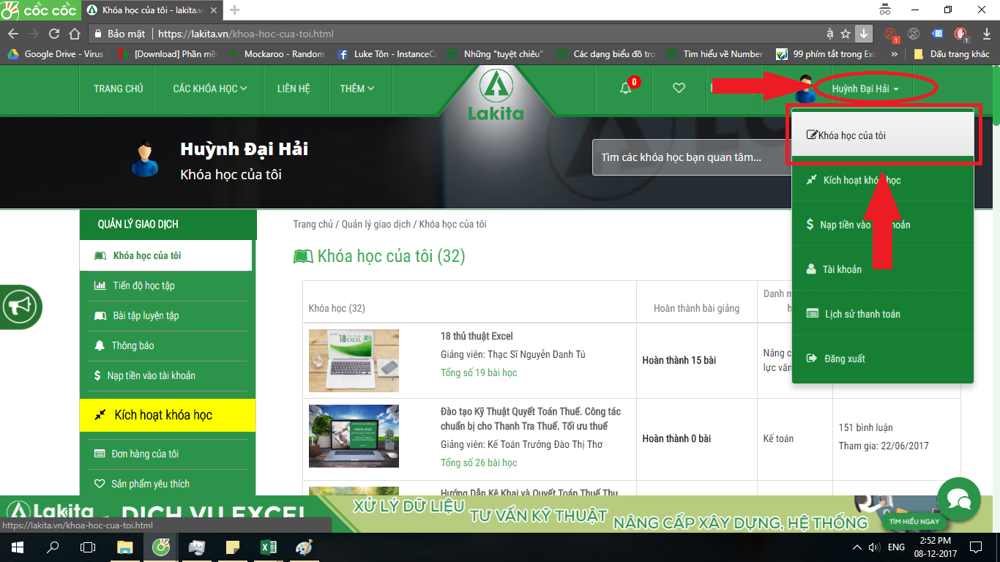 cốc cốc
Khóa học của tôi - lakita.v
Bảo mật
https://lakita.vn/khoa-hoc-cua-toi.html
Google Drive - Virus
[Download] Phần mề
Mockaroo - Random
Luke Tôn - InstanceCa
Những "tuyệt chiêu"
Các dạng biểu đồ tro
Tìm hiểu về Number
99 phím tắt trong Exc
»
Dấu trang khác
TRANG CHỦ
CÁC KHÓA HỌC
LIÊN HỆ
THÊM
Lakita
0
Huỳnh Đại Hải
Huỳnh Đại Hải
Khóa học của tôi
Tìm các khóa học bạn quan tâm...
Khóa học của tôi
Kích hoạt khóa học
Nạp tiền vào khoản
Tài khoản
Lịch sử thanh toán
Đăng xuất
QUẢN LÝ GIAO DỊCH
Khóa học của tôi
Tiến độ học tập
Bài tập luyện tập
Thông báo
Nạp tiền vào tài khoản
Kích hoạt khóa học
Đơn hàng của tôi
Sản phẩm yêu thích
Trang chủ / Quản lý giao dịch / Khóa học của tôi
Khóa học của tôi (32)
Khóa học (32)
Hoàn thành bài giảng
Danh m
h
18 thủ thuật Excel
Giảng viên: Thạc Sĩ Nguyễn Danh Tú
Tổng số 19 bài học
Hoàn thành 15 bài
Nâng c
lực văn
Đào tạo Kỹ Thuật Quyết Toán Thuế. Công tác
chuẩn bị cho Thanh Tra Thuế. Tối ưu thuế
Giảng viên: Kế Toán Trưởng Đào Thị Thơ
Tổng số 26 bài học
Hoàn thành 0 bài
Kế toán
151 bình luận
Tham gia: 22/06/2017
Hướng Dẫn Kê Khai và Quyết Toán Thuế Thu
Lakita
DỊCH VỤ EXCEL
XỬ LÝ DỮ LIỆU
TƯ VẤN KỸ THUẬT
NÂNG CẤP XÂY DỰNG, HỆ THỐNG
TÌM HIỂU NGAY
https://lakita.vn/khoa-hoc-cua-toi.html
ENG
2:52 PM
08-12-2017